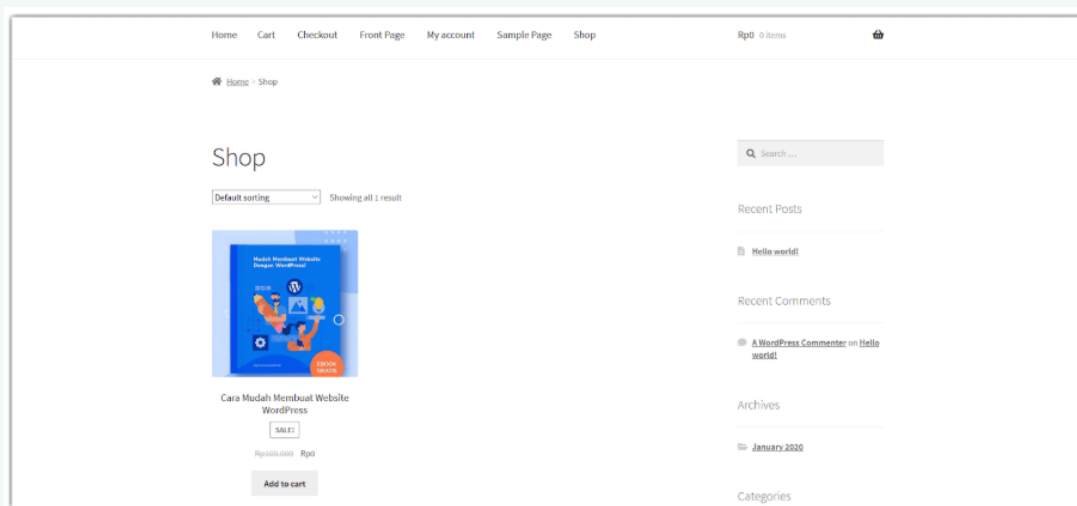 Home Cart Checkout Front Page My account Sample Page Shop
Rp0 0 items
Home › Shop
Shop
Default sorting
Showing all 1 result
Mudah Membuat Website
Dengan WordPress!
EBOOK
GRATIS
Cara Mudah Membuat Website
WordPress
SALE!
Rp100.000 Rp0
Add to cart
Search …
Recent Posts
Hello world!
Recent Comments
A WordPress Commenter on Hello
world!
Archives
January 2020
Categories